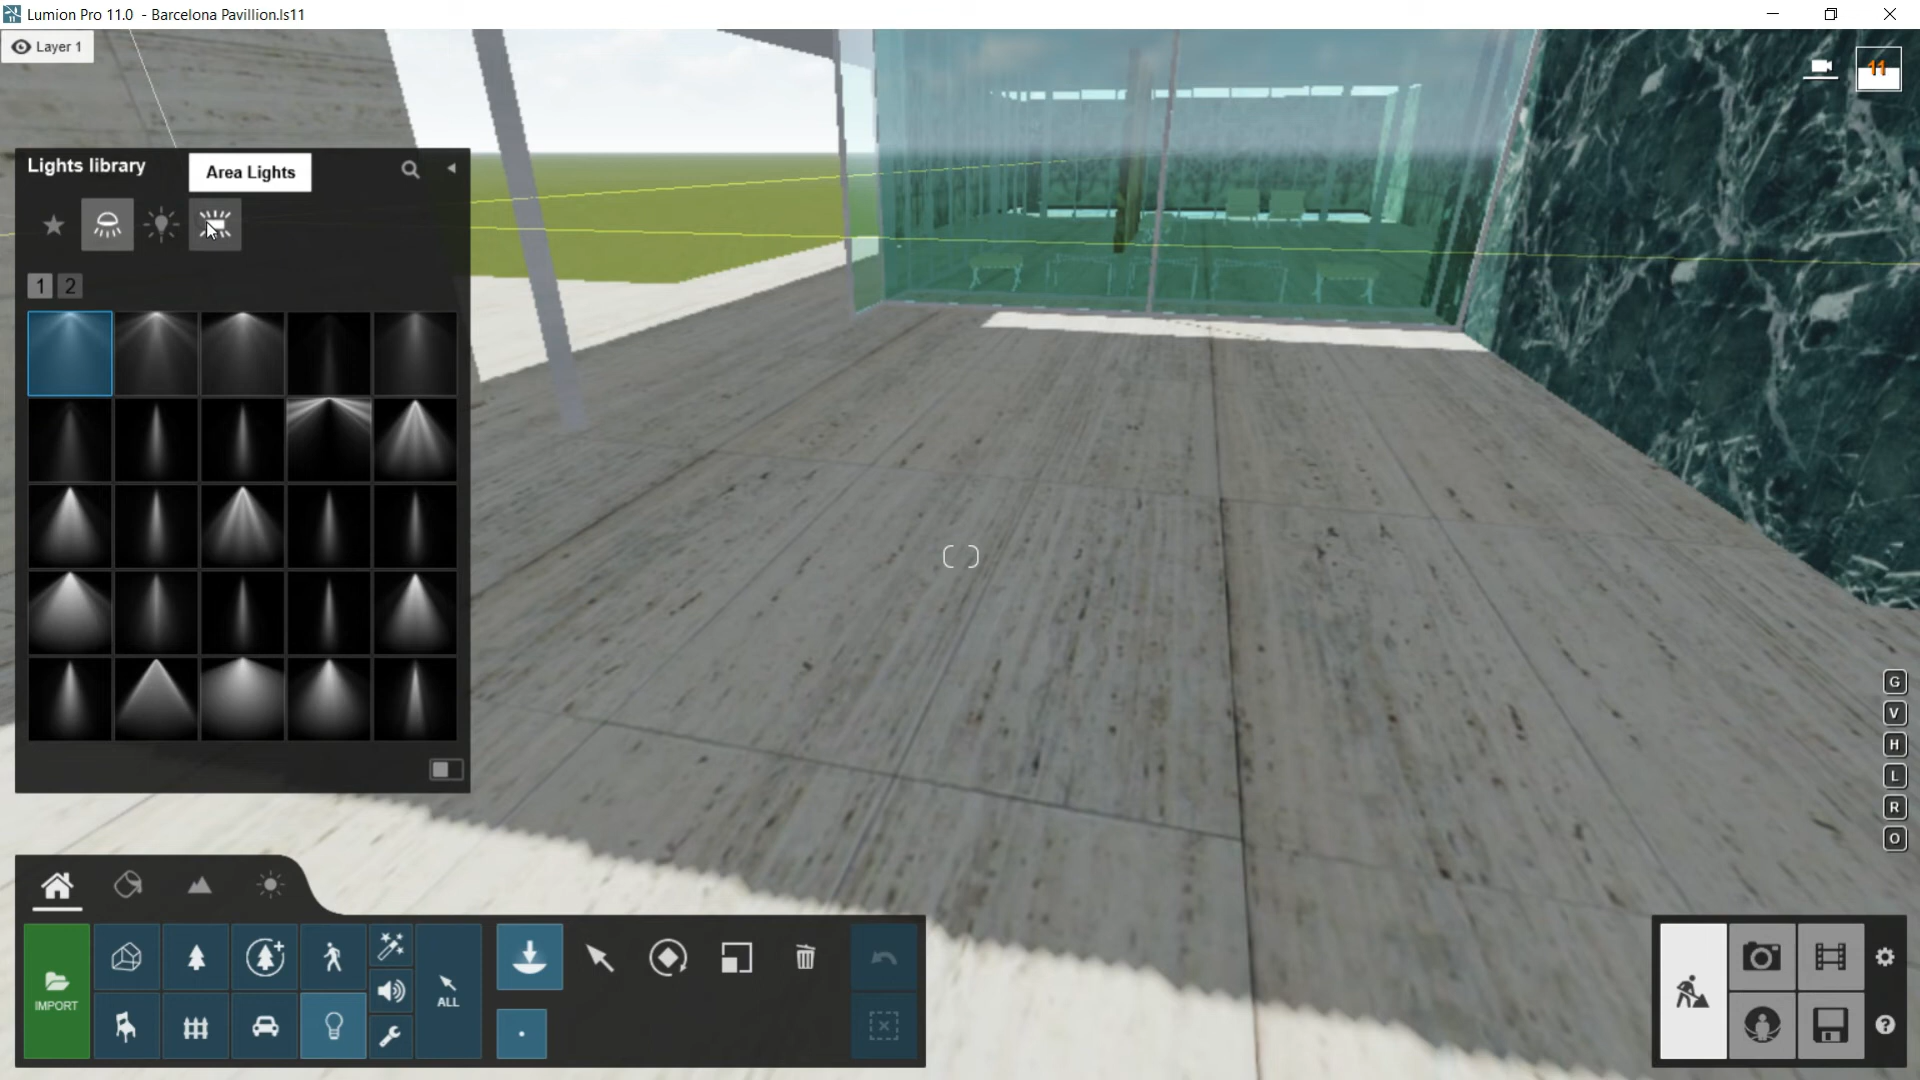 Lumion Pro 11.0 - Barcelona Pavillion.ls11
Layer 1
11
Lights library
Area Lights
1 2
G
V
H
L
R
O
IMPORT
ALL